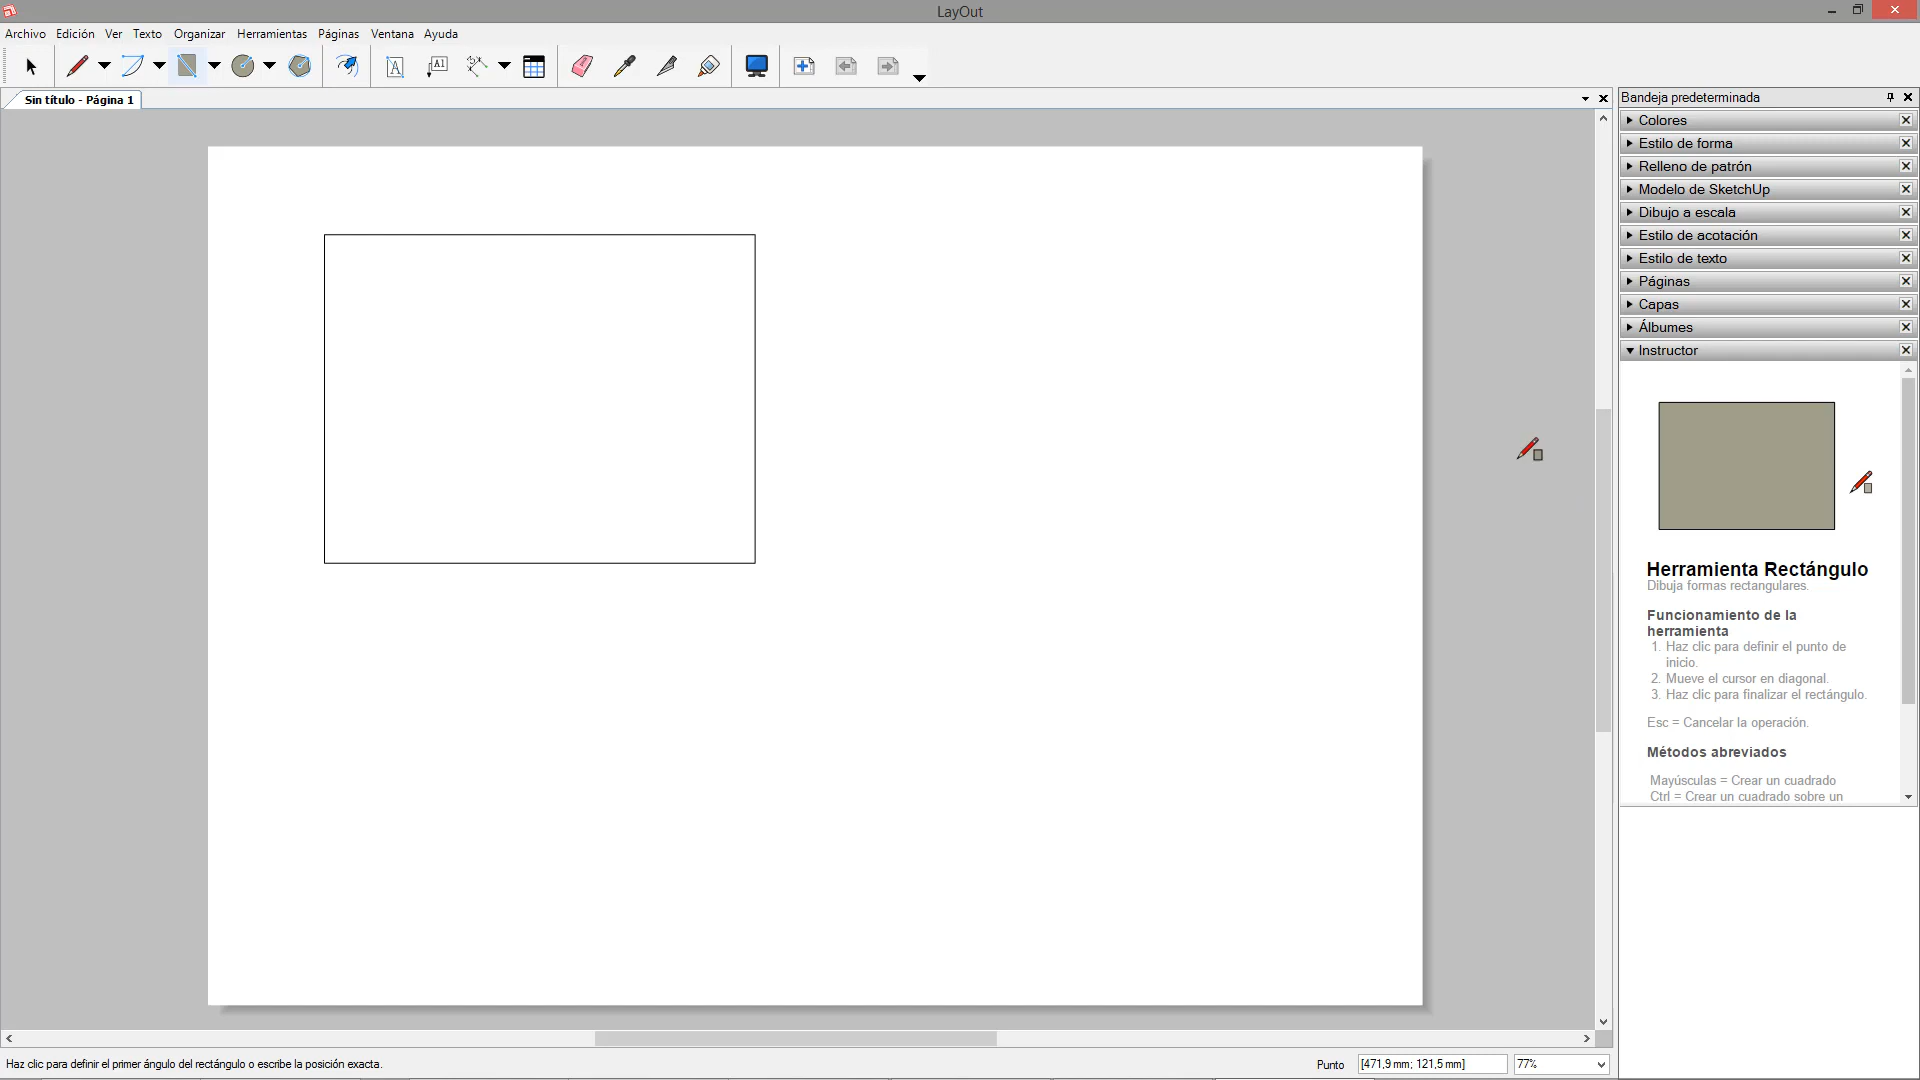 LayOut
Archivo Edición Ver Texto Organizar Herramientas Páginas Ventana Ayuda
A A1
Sin título - Página 1
Bandeja predeterminada
Colores
Estilo de forma
Relleno de patrón
Modelo de SketchUp
Dibujo a escala
Estilo de acotación
Estilo de texto
Páginas
Capas
Álbumes
Instructor
Herramienta Rectángulo
Dibuja formas rectangulares.
Funcionamiento de la
herramienta
1. Haz clic para definir el punto de
inicio.
2. Mueve el cursor en diagonal.
3. Haz clic para finalizar el rectángulo.
Esc = Cancelar la operación.
Métodos abreviados
Mayúsculas = Crear un cuadrado
Ctrl = Crear un cuadrado sobre un
Haz clic para definir el primer ángulo del rectángulo o escribe la posición exacta.
Punto [471,9 mm; 121,5 mm] 77%